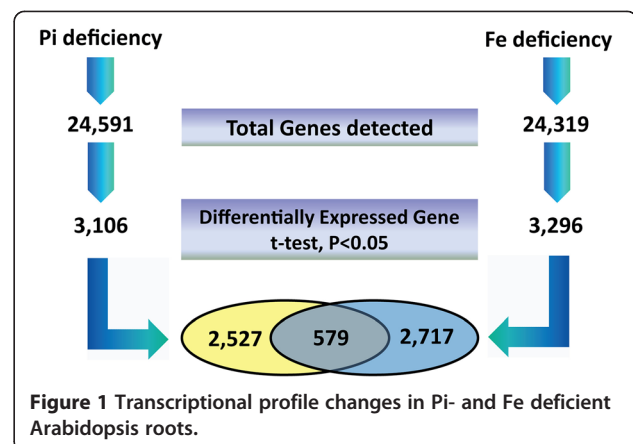 Pi deficiency
Fe deficiency
24,591
Total Genes detected
24,319
3,106
Differentially Expressed Gene
t-test, P<0.05
3,296
2,527
579
2,717
Figure 1 Transcriptional profile changes in Pi- and Fe deficient
Arabidopsis roots.